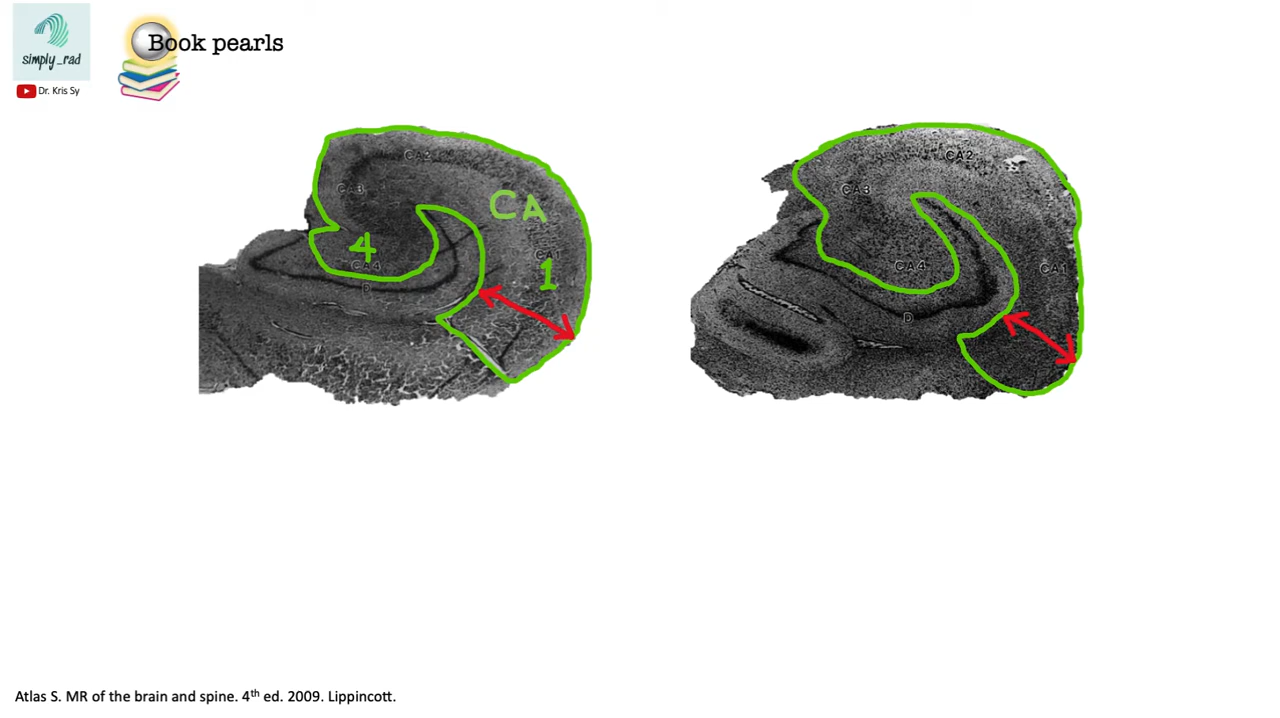 simply_rad
Dr. Kris Sy
Book pearls
CA2
CA3
CA
CA1
1
4
CA4
D
CA2
CA3
CA4
CA1
D
Atlas S. MR of the brain and spine. 4th ed. 2009. Lippincott.